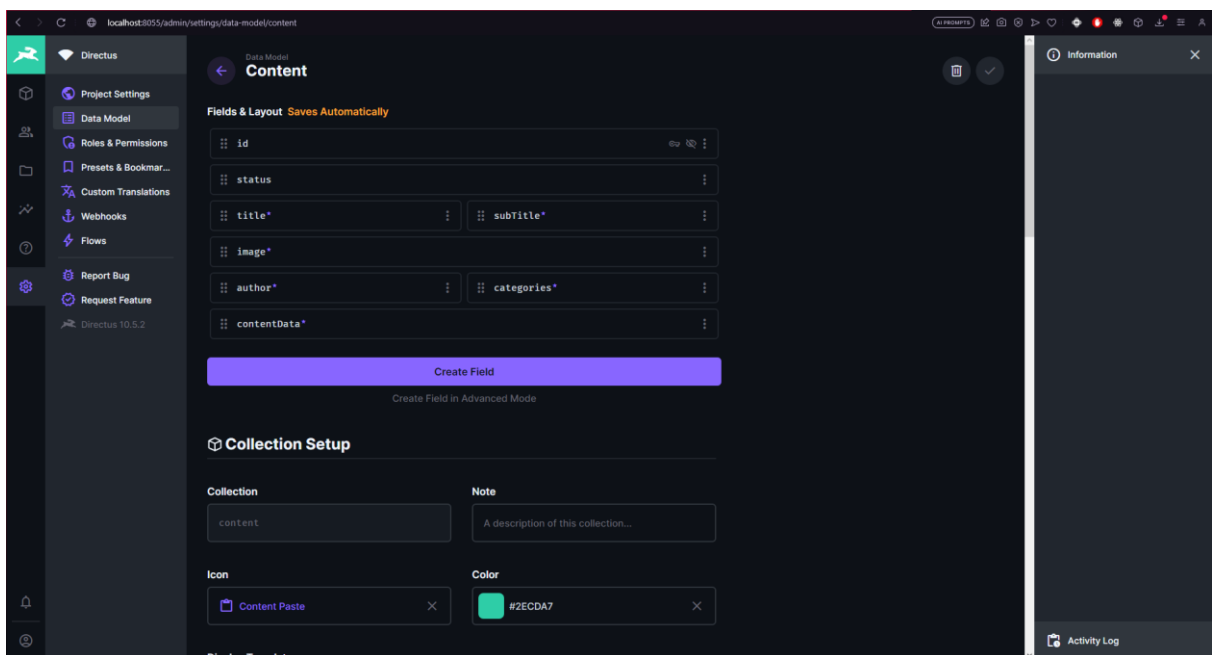 localhost:8055/admin/settings/data-model/content
AI PROMPTS
Directus
Project Settings
Data Model
Roles & Permissions
Presets & Bookmar...
Custom Translations
Webhooks
Flows
Report Bug
Request Feature
Directus 10.5.2
Data Model
Content
Fields & Layout Saves Automatically
id
status
title* subTitle*
image*
author* categories*
contentData*
Create Field
Create Field in Advanced Mode
Collection Setup
Collection Note
content A description of this collection...
Icon Color
Content Paste #2ECDA7
Information
Activity Log